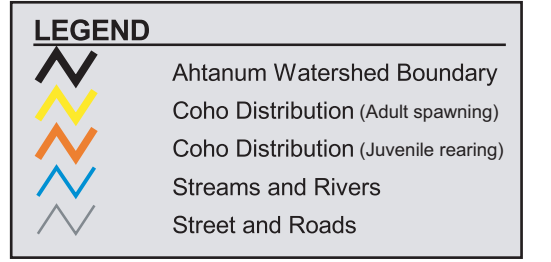 LEGEND
Ahtanum Watershed Boundary
Coho Distribution (Adult spawning)
Coho Distribution (Juvenile rearing)
Streams and Rivers
Street and Roads